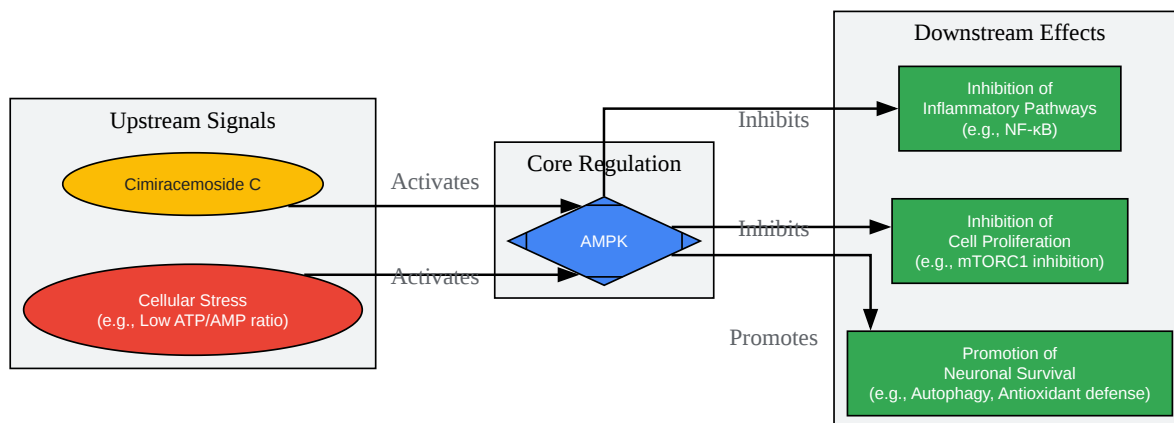 Upstream Signals
Cimiracemoside C
Cellular Stress
(e.g., Low ATP/AMP ratio)
Activates
Activates
Core Regulation
AMPK
Inhibits
Inhibits
Promotes
Downstream Effects
Inhibition of
Inflammatory Pathways
(e.g., NF-κB)
Inhibition of
Cell Proliferation
(e.g., mTORC1 inhibition)
Promotion of
Neuronal Survival
(e.g., Autophagy, Antioxidant defense)